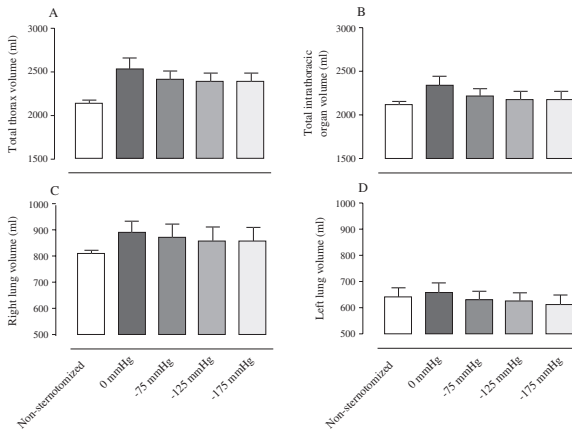 A
Total thorax volume (ml)
3000
2500
2000
1500
B
Total intrathoracic
organ volume (ml)
3000
2500
2000
1500
C
Right lung volume (ml)
1000
900
800
700
600
500
D
Left lung volume (ml)
1000
900
800
700
600
500
Non-sternotomized
0 mmHg
-75 mmHg
-125 mmHg
-175 mmHg
Non-sternotomized
0 mmHg
-75 mmHg
-125 mmHg
-175 mmHg